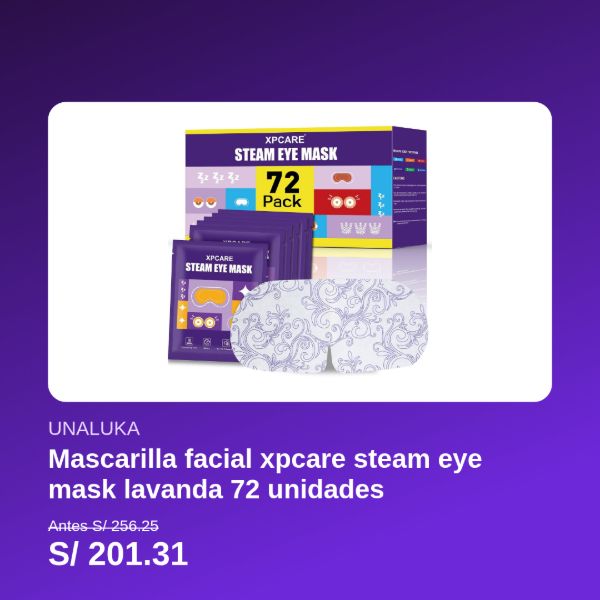 XPCARE
STEAM EYE MASK
72
Pack
XPCARE
XPCARE
STEAM EYE MASK
UNALUKA
Mascarilla facial xpcare steam eye
mask lavanda 72 unidades
Antes S/ 256.25
S/ 201.31